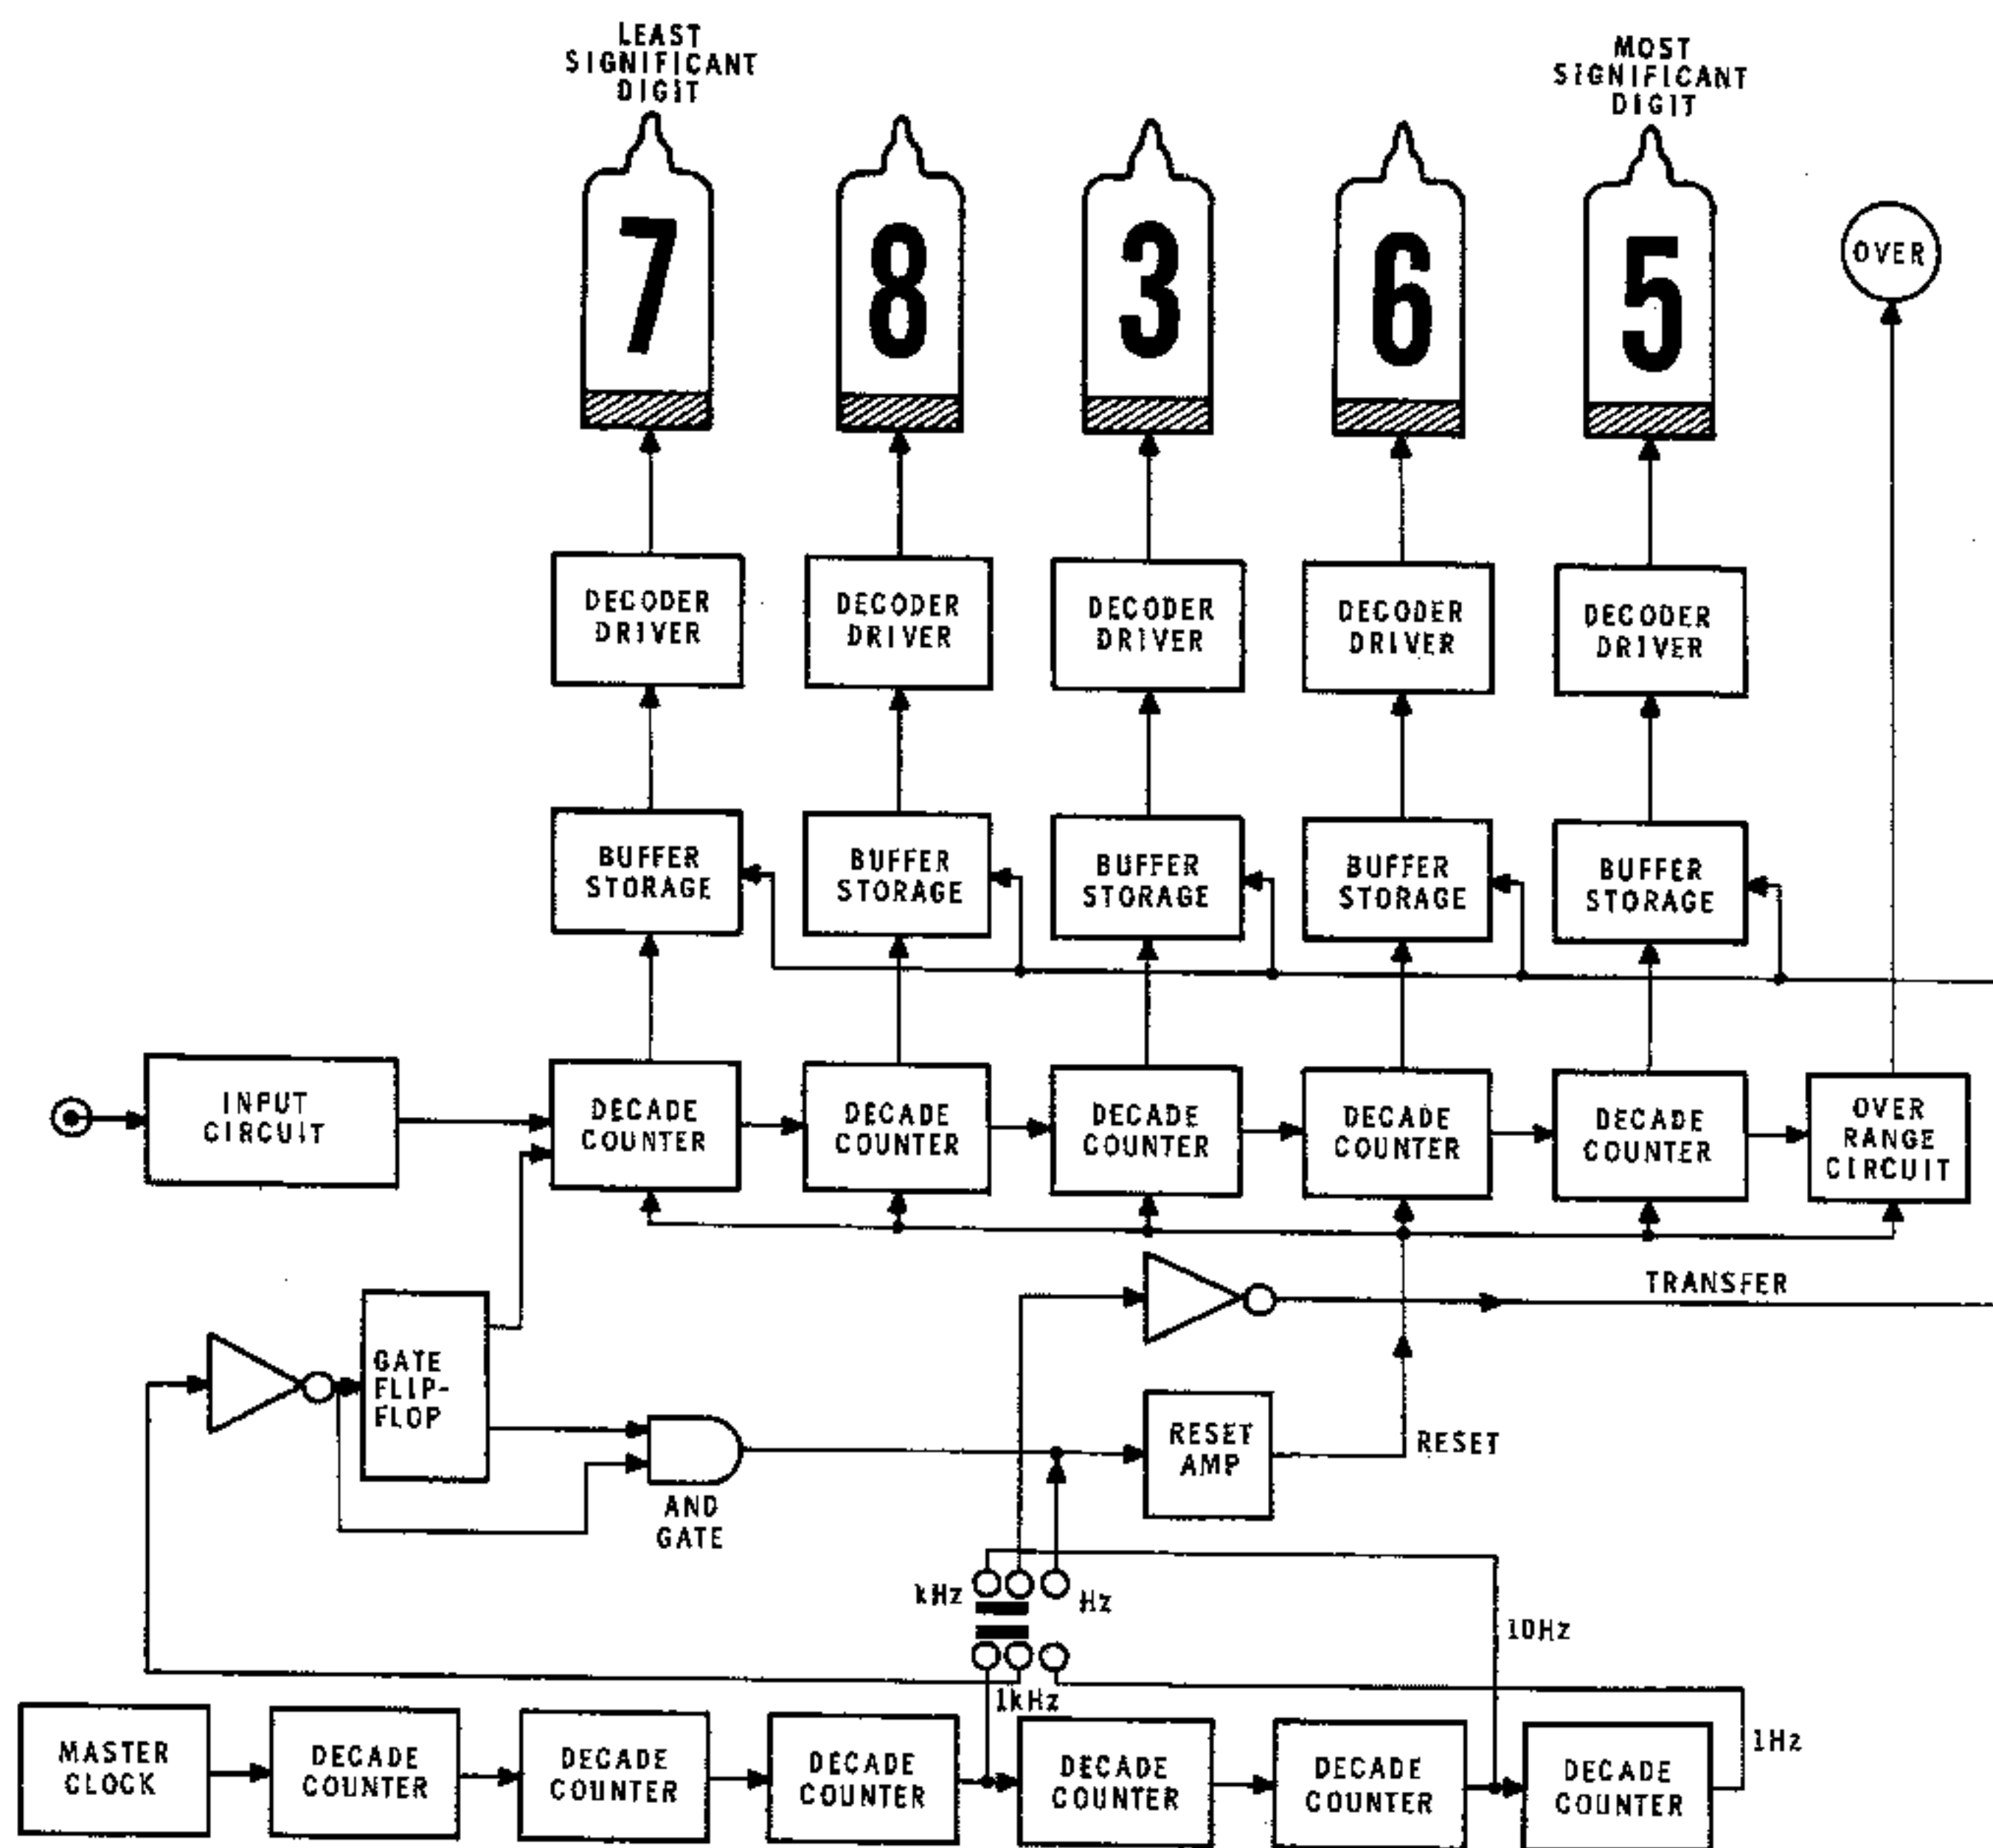 LEAST
SIGNIFICANT
DIGIT
MOST
SIGNIFICANT
DIGIT
7
8
3
6
5
OVER
DECODER
DRIVER
DECODER
DRIVER
DECODER
DRIVER
DECODER
DRIVER
DECODER
DRIVER
BUFFER
STORAGE
BUFFER
STORAGE
BUFFER
STORAGE
BUFFER
STORAGE
BUFFER
STORAGE
INPUT
CIRCUIT
DECADE
COUNTER
DECADE
COUNTER
DECADE
COUNTER
DECADE
COUNTER
DECADE
COUNTER
OVER
RANGE
CIRCUIT
TRANSFER
GATE
FLIP-
FLOP
AND
GATE
RESET
AMP
RESET
kHz
Hz
10Hz
1kHz
1Hz
MASTER
CLOCK
DECADE
COUNTER
DECADE
COUNTER
DECADE
COUNTER
DECADE
COUNTER
DECADE
COUNTER
DECADE
COUNTER